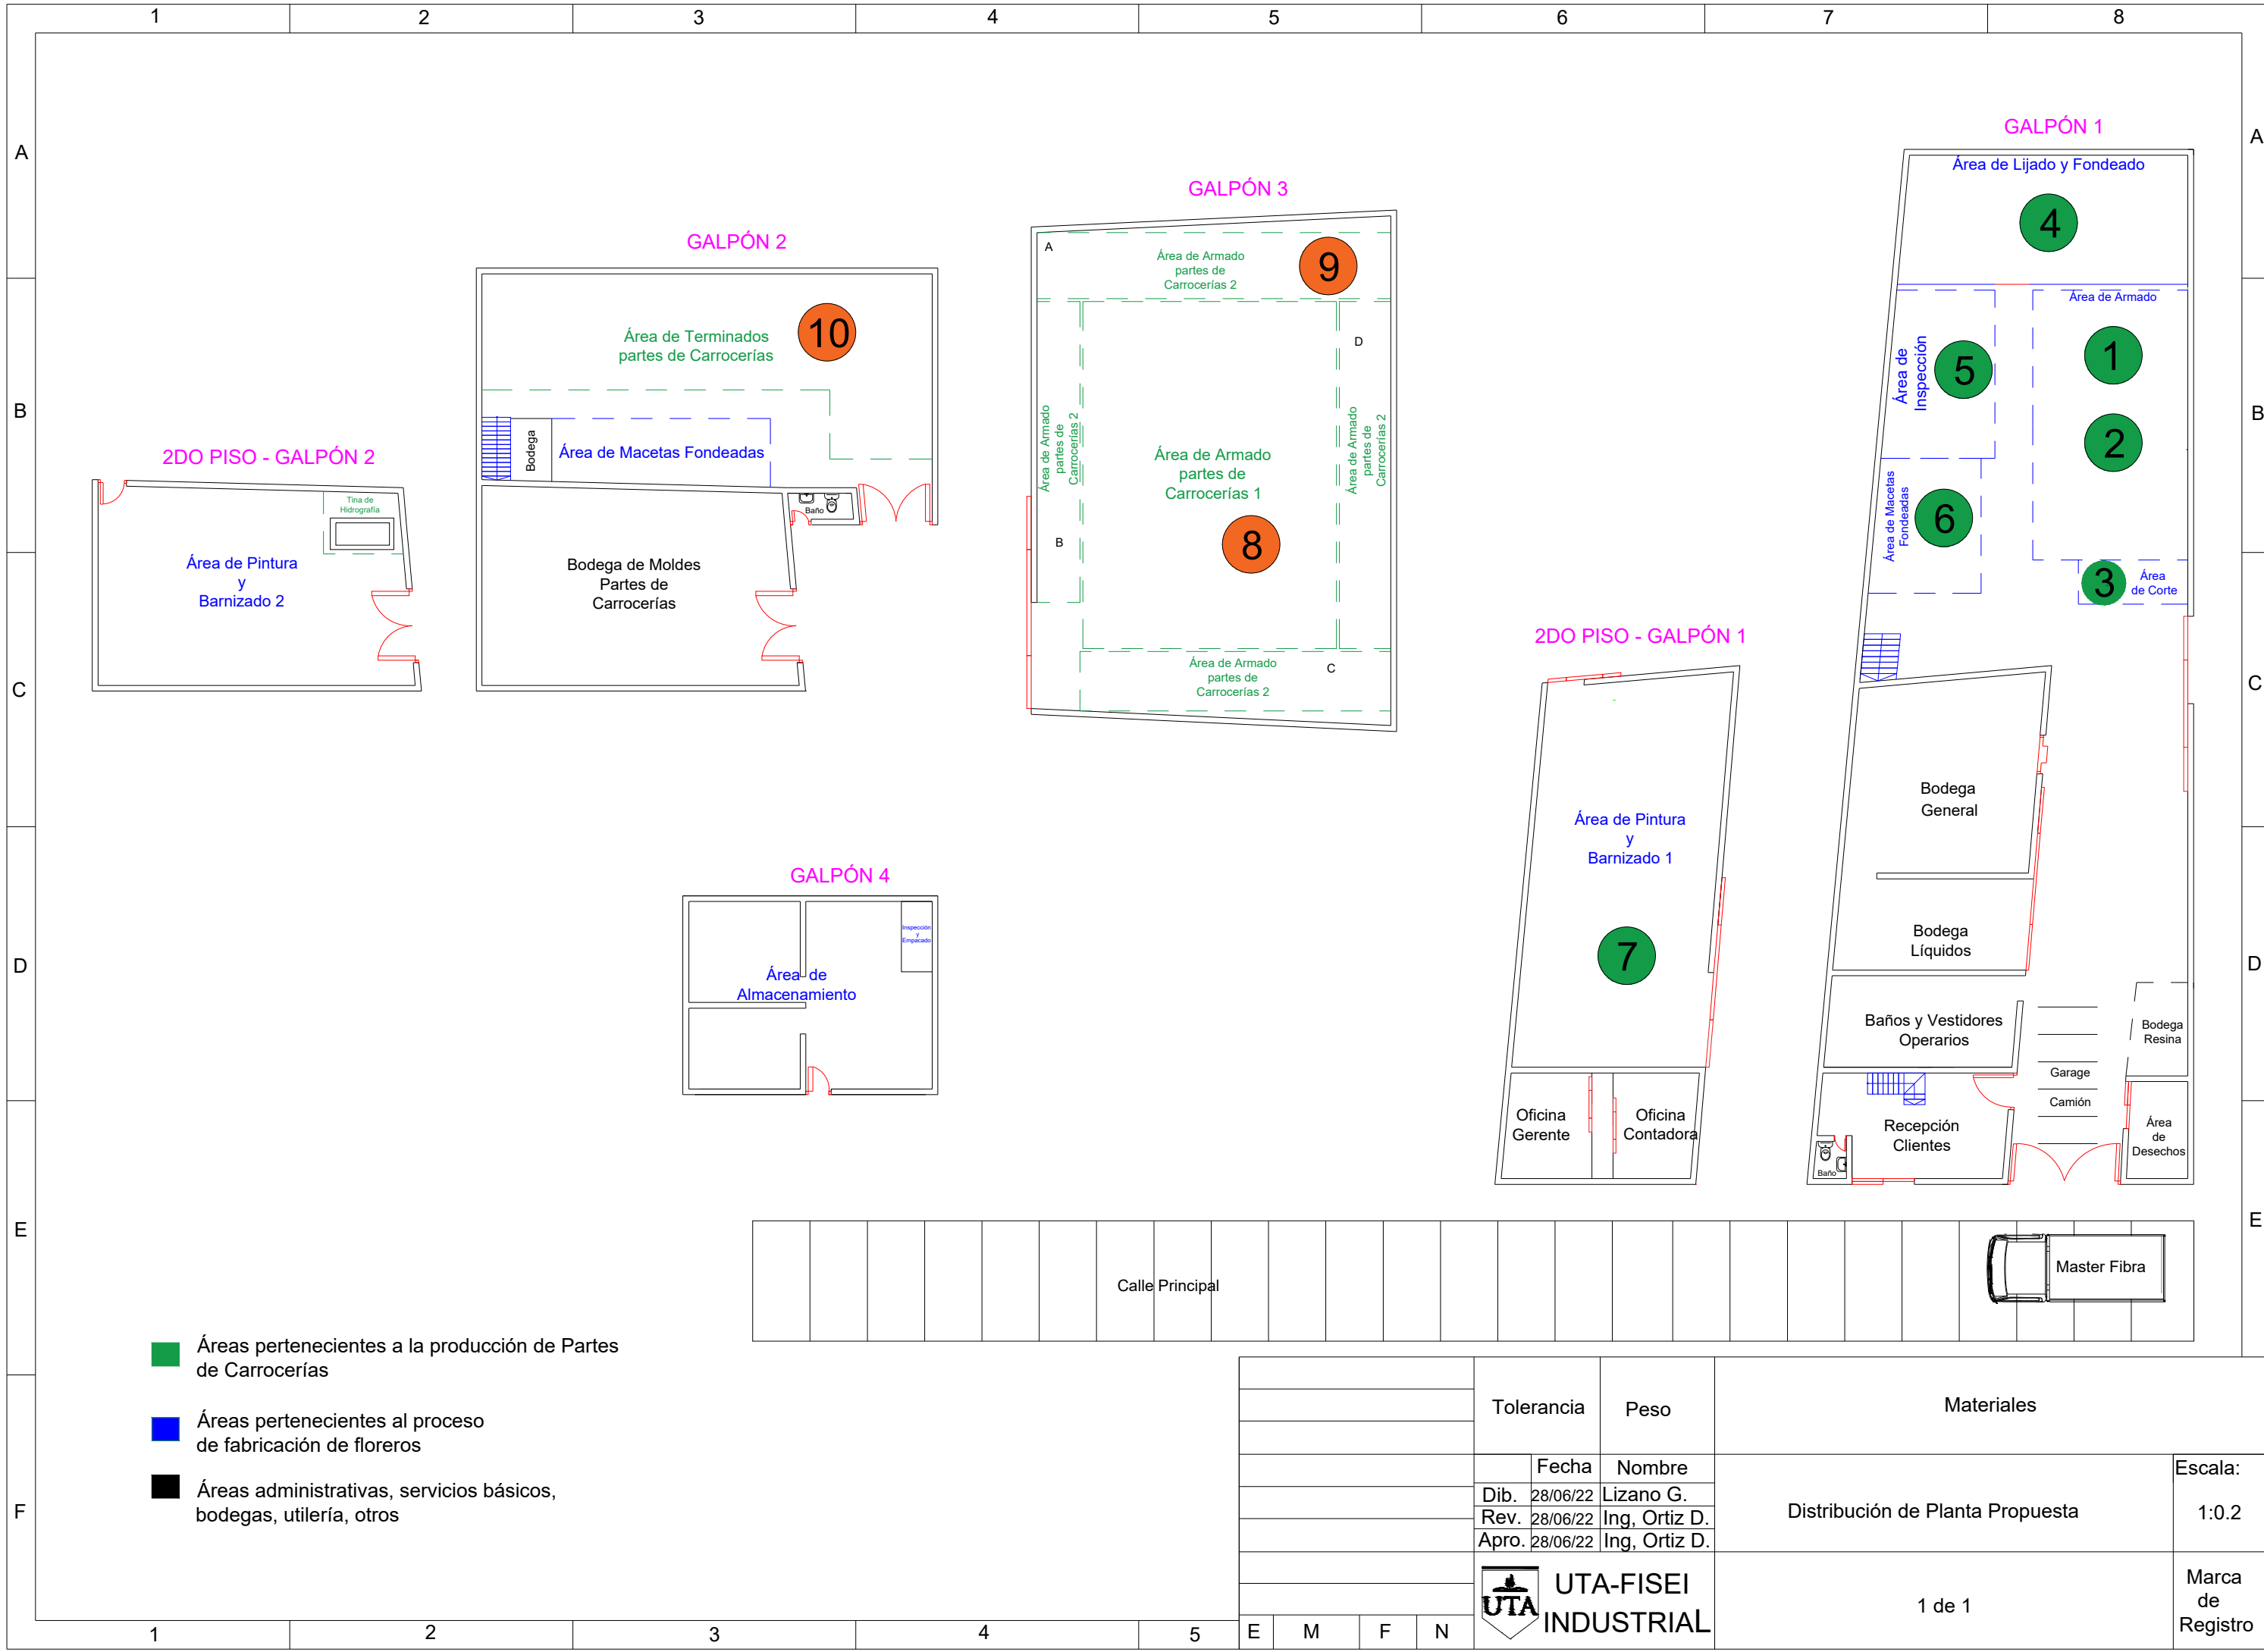 1 2 3 4 5 6 7 8
A
B
C
D
E
F
A
B
C
D
E
GALPÓN 1
Área de Lijado y Fondeado
4
Área de Armado
1
2
Área de
Inspección
5
Área de Macetas
Fondeadas
6
3
Área
de Corte
Bodega
General
Bodega
Líquidos
Baños y Vestidores
Operarios
Bodega
Resina
Garage
Camión
Recepción
Clientes
Baño
Área
de
Desechos
GALPÓN 3
A
Área de Armado
partes de
Carrocerías 2
9
D
Área de Armado
partes de
Carrocerías 2
Área de Armado
partes de
Carrocerías 1
8
Área de Armado
partes de
Carrocerías 2
B
Área de Armado
partes de
Carrocerías 2
C
GALPÓN 2
Área de Terminados
partes de Carrocerías
10
Bodega
Área de Macetas Fondeadas
Baño
Bodega de Moldes
Partes de
Carrocerías
2DO PISO - GALPÓN 2
Tina de
Hidrografía
Área de Pintura
y
Barnizado 2
2DO PISO - GALPÓN 1
Área de Pintura
y
Barnizado 1
7
Oficina
Gerente
Oficina
Contadora
GALPÓN 4
Inspección
y
Empacado
Área de
Almacenamiento
Calle Principal
Master Fibra
Áreas pertenecientes a la producción de Partes
de Carrocerías
Áreas pertenecientes al proceso
de fabricación de floreros
Áreas administrativas, servicios básicos,
bodegas, utilería, otros
Tolerancia Peso Materiales
Fecha Nombre
Dib. 28/06/22 Lizano G.
Rev. 28/06/22 Ing, Ortiz D.
Apro. 28/06/22 Ing, Ortiz D.
Distribución de Planta Propuesta
Escala:
1:0.2
UTA
UTA-FISEI
INDUSTRIAL
1 de 1
Marca
de
Registro
E M F N
1 2 3 4 5